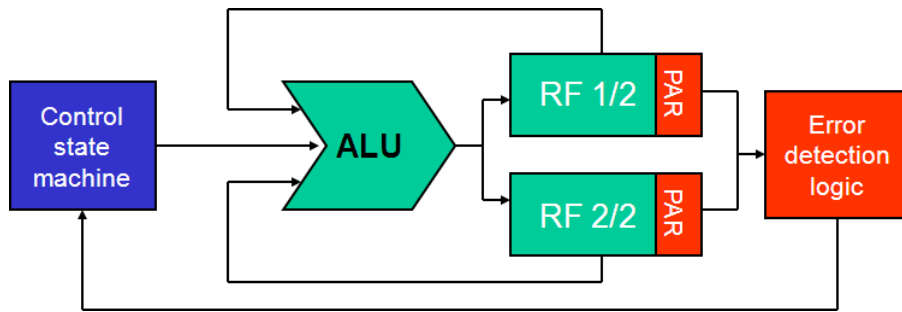 Control
state
machine
ALU
RF 1/2
PAR
RF 2/2
PAR
Error
detection
logic